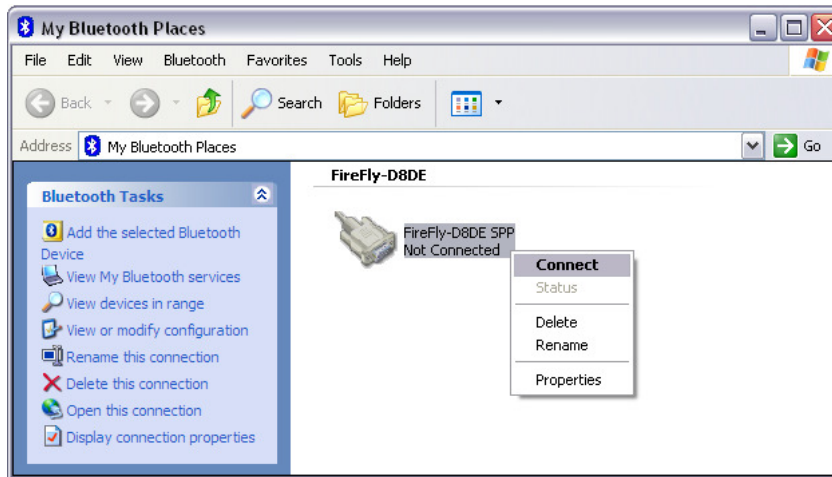 My Bluetooth Places
File Edit View Bluetooth Favorites Tools Help
Back Search Folders
Address My Bluetooth Places Go
Bluetooth Tasks
Add the selected Bluetooth
Device
View My Bluetooth services
View devices in range
View or modify configuration
Rename this connection
Delete this connection
Open this connection
Display connection properties
FireFly-D8DE
FireFly-D8DE SPP
Not Connected
Connect
Status
Delete
Rename
Properties